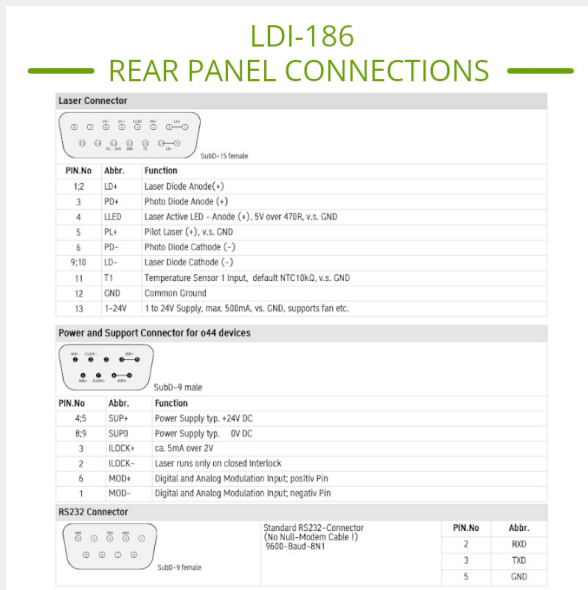 LDI-186
REAR PANEL CONNECTIONS
Laser Connector
SubD-15 female
PIN.No Abbr. Function
1;2 LD+ Laser Diode Anode(+)
3 PD+ Photo Diode Anode (+)
4 LLED Laser Active LED - Anode (+), 5V over 470R, v.s. GND
5 PL+ Pilot Laser (+), v.s. GND
6 PD- Photo Diode Cathode (-)
9;10 LD- Laser Diode Cathode (-)
11 T1 Temperature Sensor 1 Input, default NTC10kΩ, v.s. GND
12 GND Common Ground
13 1-24V 1 to 24V Supply, max. 500mA, vs. GND, supports fan etc.
Power and Support Connector for o44 devices
SubD-9 male
PIN.No Abbr. Function
4;5 SUP+ Power Supply typ. +24V DC
8;9 SUP0 Power Supply typ. 0V DC
3 ILOCK+ ca. 5mA over 2V
2 ILOCK- Laser runs only on closed Interlock
6 MOD+ Digital and Analog Modulation Input; positiv Pin
1 MOD- Digital and Analog Modulation Input; negativ Pin
RS232 Connector
SubD-9 female
Standard RS232-Connector
(No Null-Modem Cable !)
9600-Baud-8N1
PIN.No Abbr.
2 RXD
3 TXD
5 GND